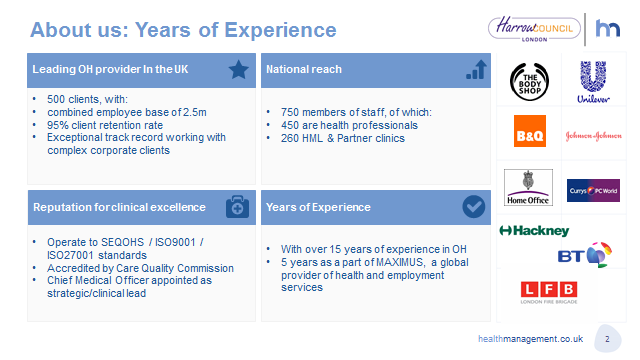 About us: Years of Experience
Harrow COUNCIL
LONDON
hm
Leading OH provider In the UK
• 500 clients, with:
• combined employee base of 2.5m
• 95% client retention rate
• Exceptional track record working with
complex corporate clients
National reach
• 750 members of staff, of which:
• 450 are health professionals
• 260 HML & Partner clinics
Reputation for clinical excellence
• Operate to SEQOHS / ISO9001 /
ISO27001 standards
• Accredited by Care Quality Commission
• Chief Medical Officer appointed as
strategic/clinical lead
Years of Experience
• With over 15 years of experience in OH
• 5 years as a part of MAXIMUS, a global
provider of health and employment
services
THE
BODY
SHOP
Unilever
B&Q
Johnson & Johnson
Home Office
Currys PC World
Hackney
BT
LFB
LONDON FIRE BRIGADE
healthmanagement.co.uk
2